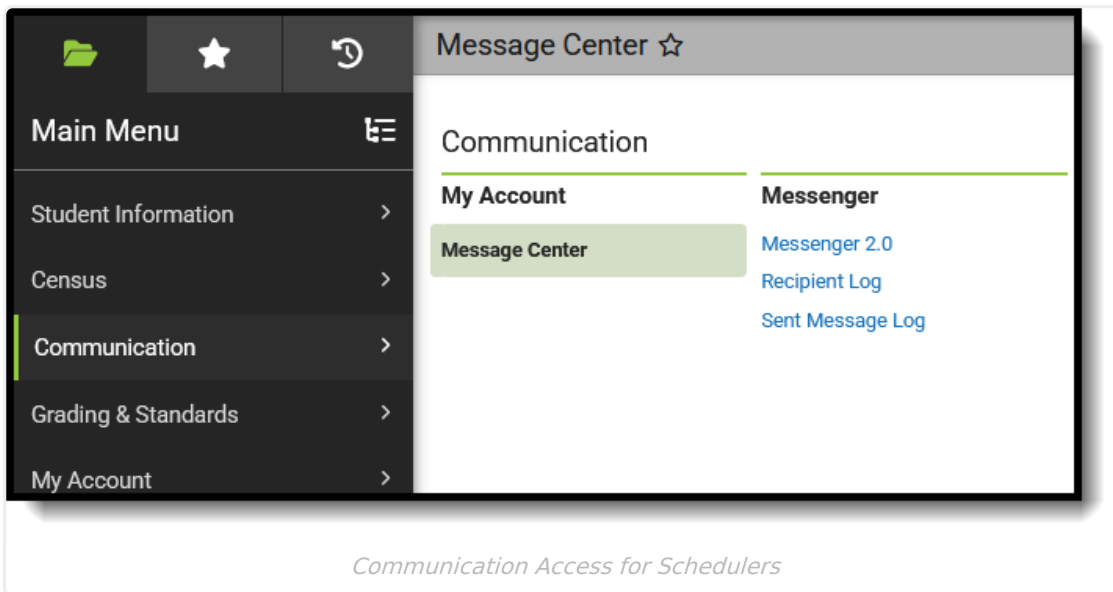 Message Center
Main Menu
Student Information
Census
Communication
Grading & Standards
My Account
Communication
My Account
Message Center
Messenger
Messenger 2.0
Recipient Log
Sent Message Log
Communication Access for Schedulers